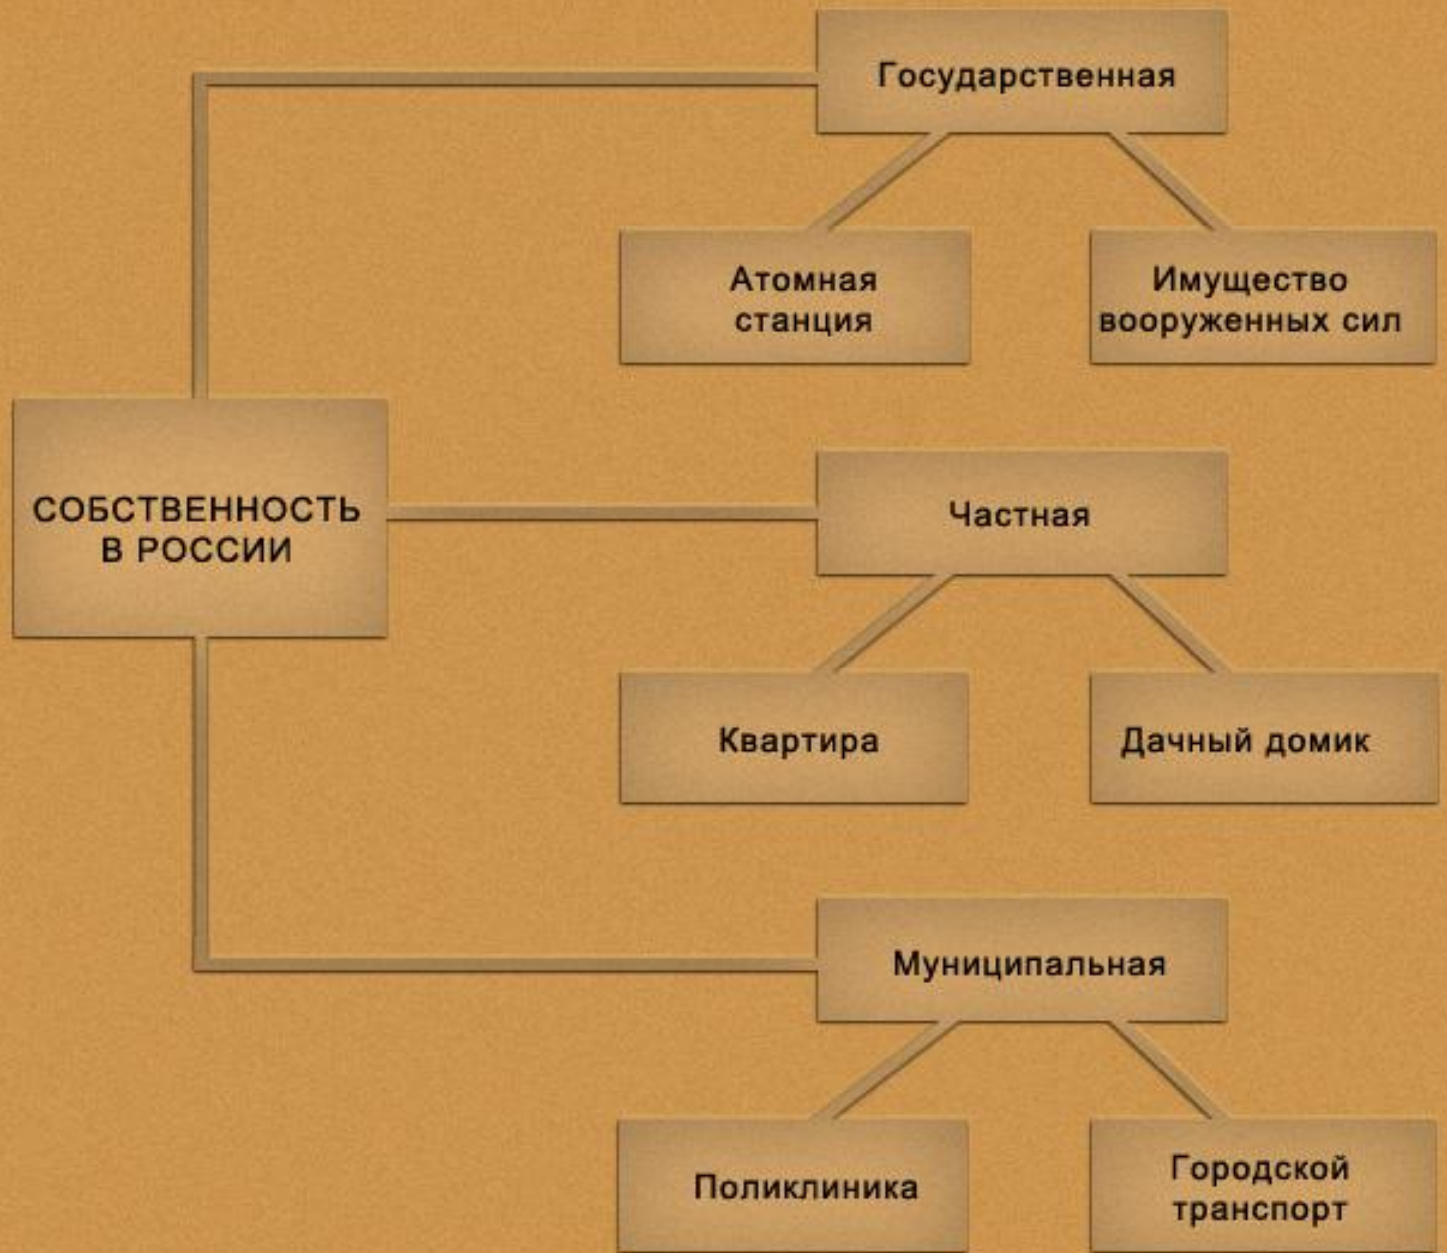 Государственная
Атомная
станция
Имущество
вооруженных сил
СОБСТВЕННОСТЬ
В РОССИИ
Частная
Квартира
Дачный домик
Муниципальная
Поликлиника
Городской
транспорт